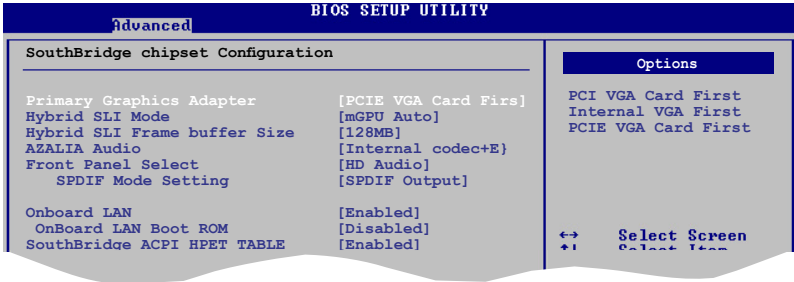 BIOS SETUP UTILITY
Advanced
SouthBridge chipset Configuration
Primary Graphics Adapter [PCIE VGA Card Firs]
Hybrid SLI Mode [mGPU Auto]
Hybrid SLI Frame buffer Size [128MB]
AZALIA Audio [Internal codec+E}
Front Panel Select [HD Audio]
SPDIF Mode Setting [SPDIF Output]
Onboard LAN [Enabled]
OnBoard LAN Boot ROM [Disabled]
SouthBridge ACPI HPET TABLE [Enabled]
Options
PCI VGA Card First
Internal VGA First
PCIE VGA Card First
←→ Select Screen
↑↓ Select Item